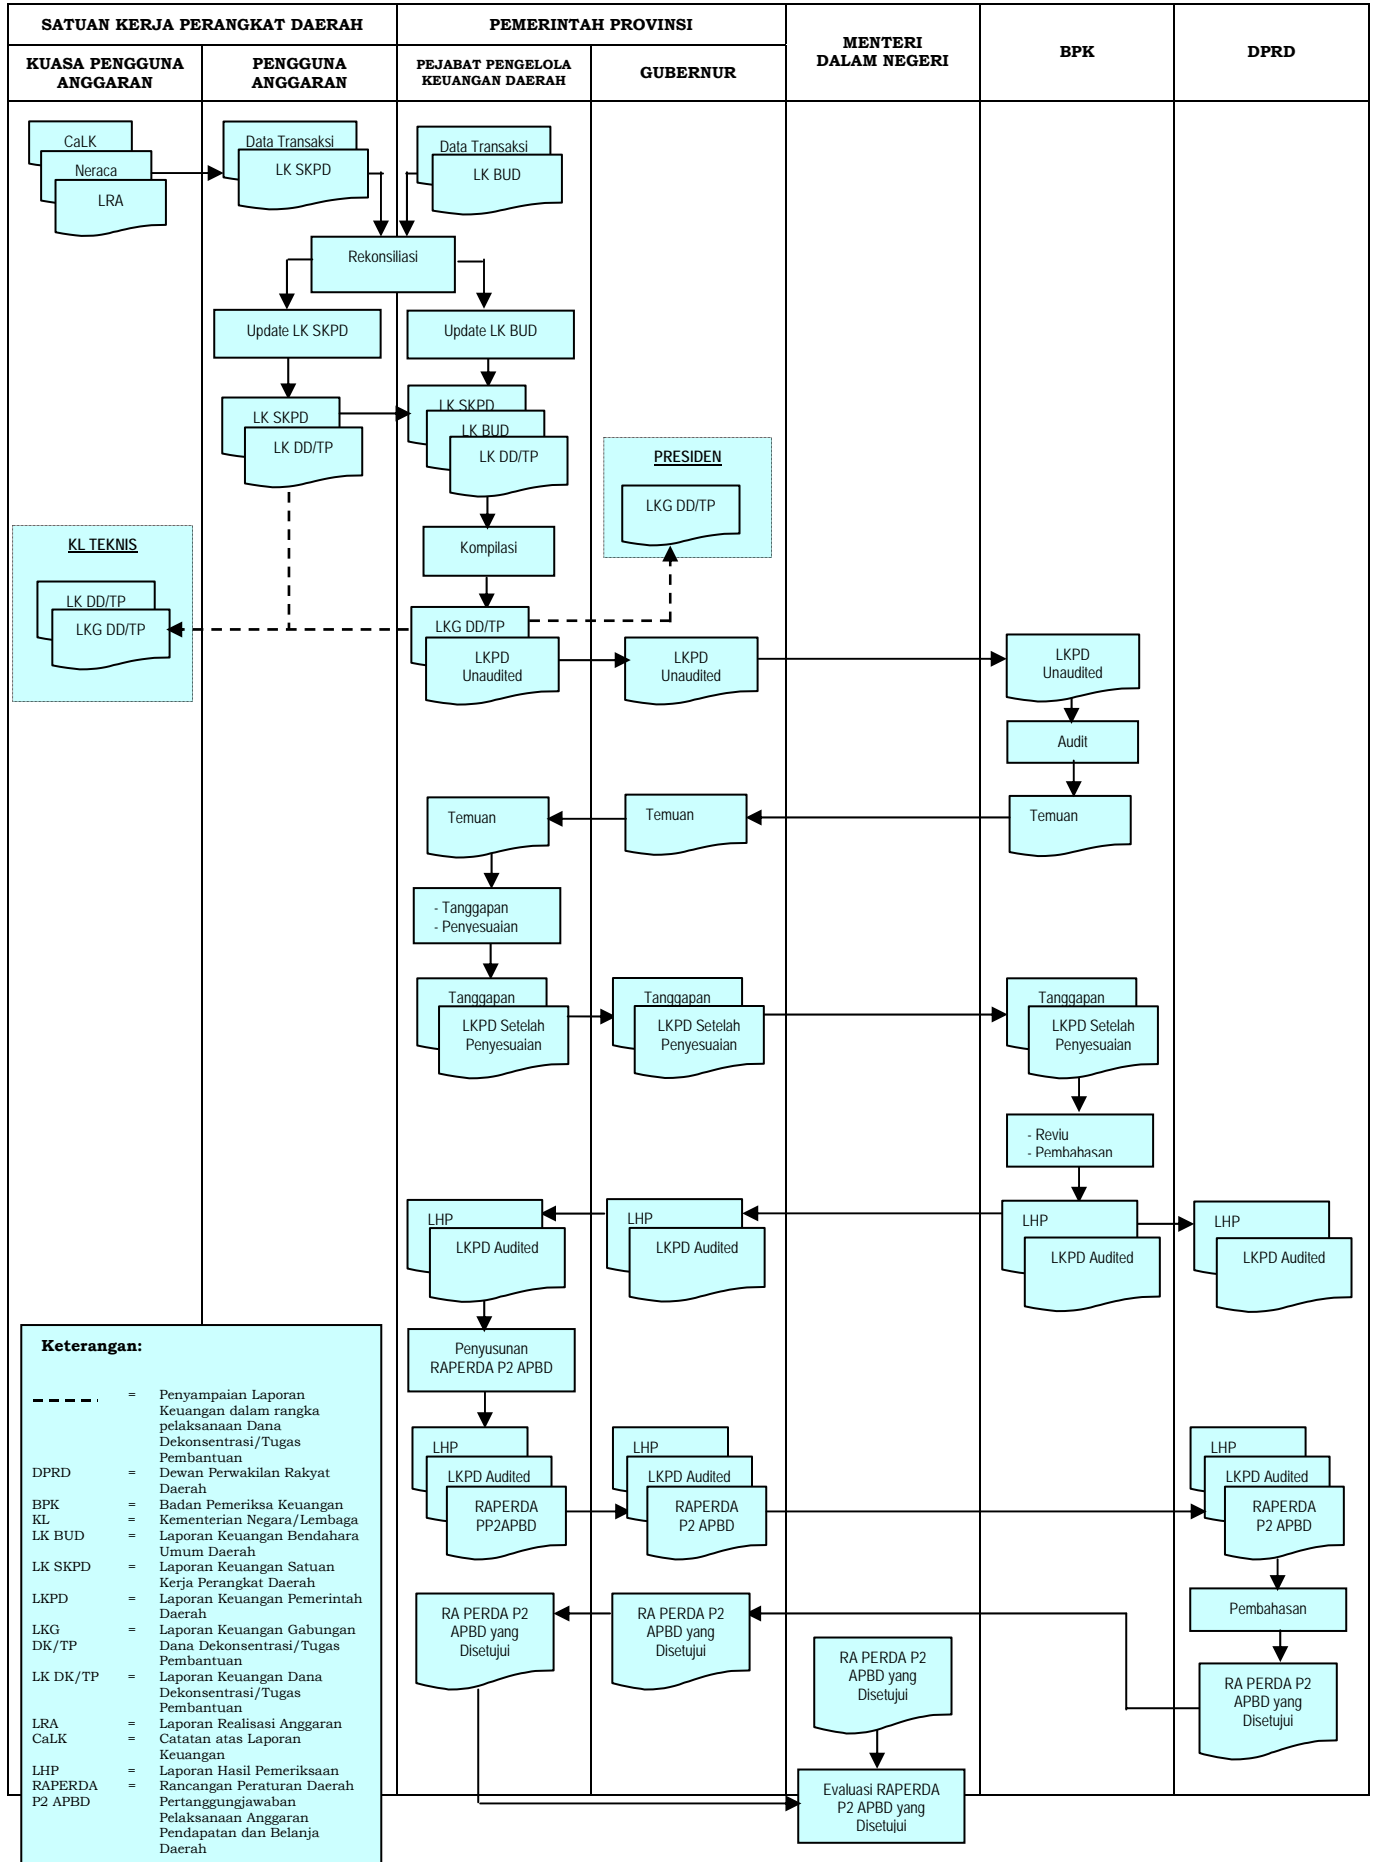 SATUAN KERJA PERANGKAT DAERAH
PEMERINTAH PROVINSI
MENTERI
DALAM NEGERI
BPK
DPRD
KUASA PENGGUNA
ANGGARAN
PENGGUNA
ANGGARAN
PEJABAT PENGELOLA
KEUANGAN DAERAH
GUBERNUR
CaLK
Neraca
LRA
Data Transaksi
LK SKPD
Data Transaksi
LK BUD
Rekonsiliasi
Update LK SKPD
Update LK BUD
LK SKPD
LK DD/TP
LK SKPD
LK BUD
LK DD/TP
PRESIDEN
LKG DD/TP
KL TEKNIS
LK DD/TP
LKG DD/TP
Kompilasi
LKG DD/TP
LKPD
Unaudited
LKPD
Unaudited
LKPD
Unaudited
Audit
Temuan
Temuan
Temuan
- Tanggapan
- Penyesuaian
Tanggapan
LKPD Setelah
Penyesuaian
Tanggapan
LKPD Setelah
Penyesuaian
Tanggapan
LKPD Setelah
Penyesuaian
- Reviu
- Pembahasan
LHP
LKPD Audited
LHP
LKPD Audited
LHP
LKPD Audited
LHP
LKPD Audited
Penyusunan
RAPERDA P2 APBD
LHP
LKPD Audited
RAPERDA
PP2APBD
LHP
LKPD Audited
RAPERDA
P2 APBD
LHP
LKPD Audited
RAPERDA
P2 APBD
Pembahasan
RA PERDA P2
APBD yang
Disetujui
RA PERDA P2
APBD yang
Disetujui
RA PERDA P2
APBD yang
Disetujui
RA PERDA P2
APBD yang
Disetujui
Evaluasi RAPERDA
P2 APBD yang
Disetujui
Keterangan:
= Penyampaian Laporan
Keuangan dalam rangka
pelaksanaan Dana
Dekonsentrasi/Tugas
Pembantuan
DPRD = Dewan Perwakilan Rakyat
Daerah
BPK = Badan Pemeriksa Keuangan
KL = Kementerian Negara/Lembaga
LK BUD = Laporan Keuangan Bendahara
Umum Daerah
LK SKPD = Laporan Keuangan Satuan
Kerja Perangkat Daerah
LKPD = Laporan Keuangan Pemerintah
Daerah
LKG = Laporan Keuangan Gabungan
DK/TP Dana Dekonsentrasi/Tugas
Pembantuan
LK DK/TP = Laporan Keuangan Dana
Dekonsentrasi/Tugas
Pembantuan
LRA = Laporan Realisasi Anggaran
CaLK = Catatan atas Laporan
Keuangan
LHP = Laporan Hasil Pemeriksaan
RAPERDA = Rancangan Peraturan Daerah
P2 APBD Pertanggungjawaban
Pelaksanaan Anggaran
Pendapatan dan Belanja
Daerah